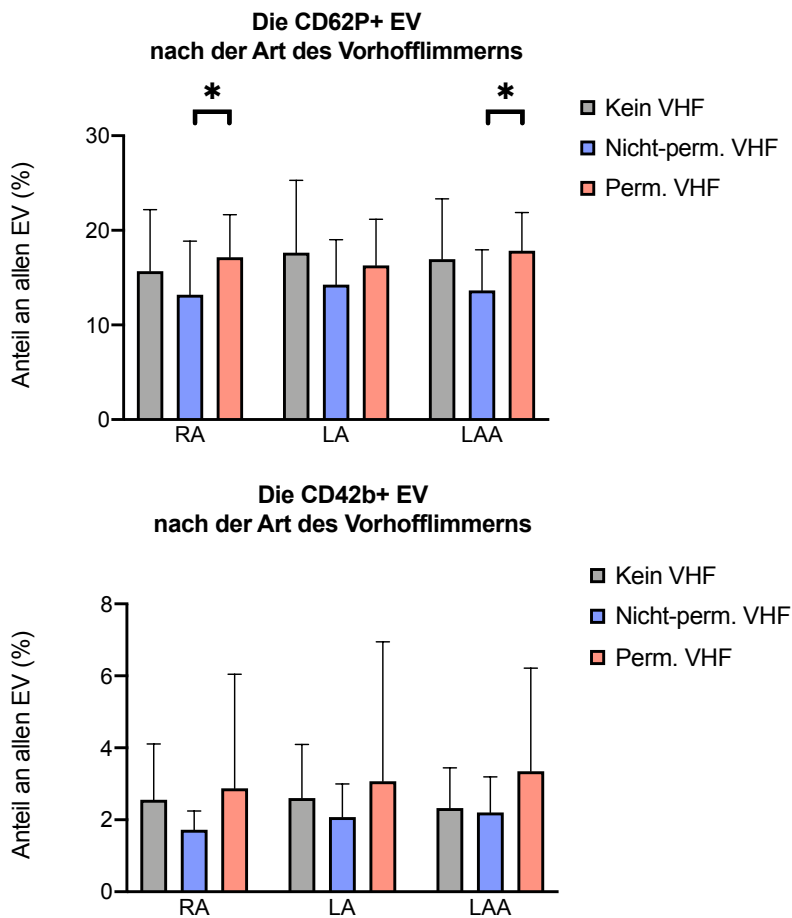 Die CD62P+ EV
nach der Art des Vorhofflimmerns
*
*
Kein VHF
Nicht-perm. VHF
Perm. VHF
Anteil an allen EV (%)
30
20
10
0
RA
LA
LAA
Die CD42b+ EV
nach der Art des Vorhofflimmerns
Kein VHF
Nicht-perm. VHF
Perm. VHF
Anteil an allen EV (%)
8
6
4
2
0
RA
LA
LAA